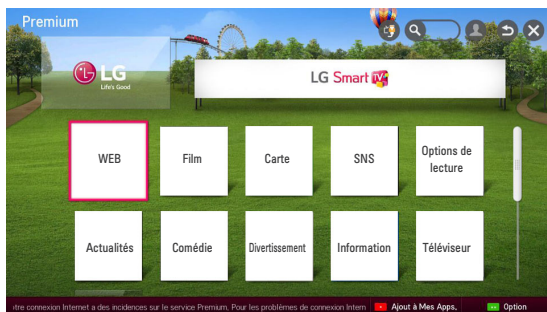 Premium
LG
Life's Good
LG Smart TV
WEB
Film
Carte
SNS
Options de
lecture
Actualités
Comédie
Divertissement
Information
Téléviseur
otre connexion Internet a des incidences sur le service Premium. Pour les problèmes de connexion Intern
Ajout à Mes Apps,
Option